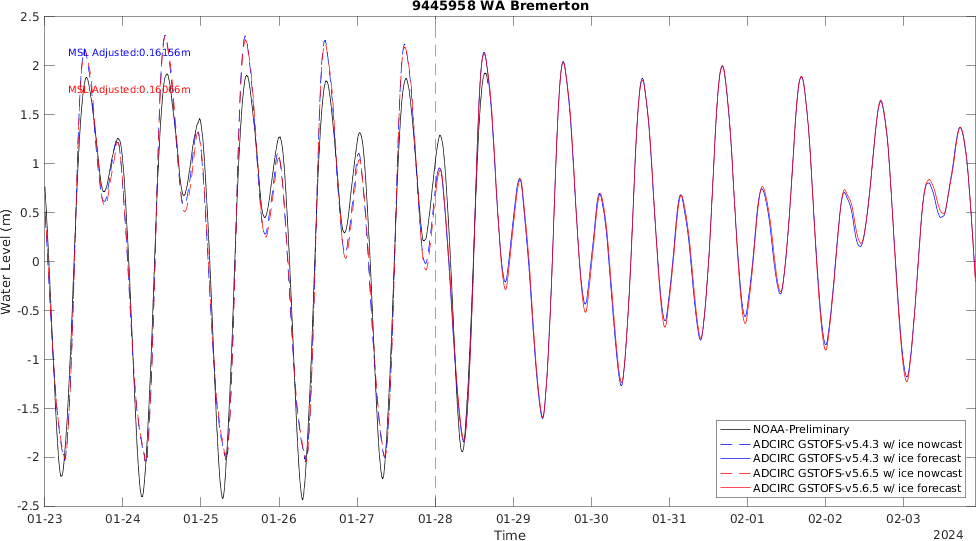 9445958 WA Bremerton
2.5
2
1.5
1
0.5
0
-0.5
-1
-1.5
-2
-2.5
Water Level (m)
MSL Adjusted:0.16156m
MSL Adjusted:0.16066m
NOAA-Preliminary
ADCIRC GSTOFS-v5.4.3 w/ ice nowcast
ADCIRC GSTOFS-v5.4.3 w/ ice forecast
ADCIRC GSTOFS-v5.6.5 w/ ice nowcast
ADCIRC GSTOFS-v5.6.5 w/ ice forecast
01-23 01-24 01-25 01-26 01-27 01-28 01-29 01-30 01-31 02-01 02-02 02-03
Time
2024